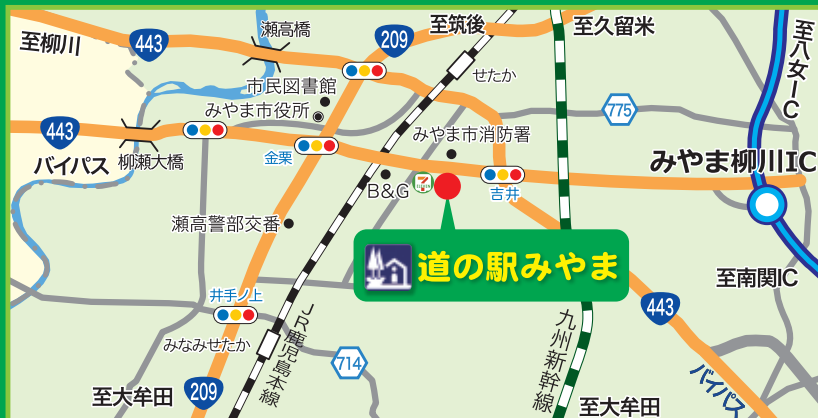 至柳川
443
瀬高橋
209
至筑後
至久留米
至八女IC
せたか
市民図書館
みやま市役所
775
443
バイパス
柳瀬大橋
金栗
みやま市消防署
みやま柳川IC
B&G
7
吉井
瀬高警部交番
道の駅みやま
至南関IC
井手ノ上
443
みなみせたか
JR鹿児島本線
714
九州新幹線
バイパス
至大牟田
209
至大牟田